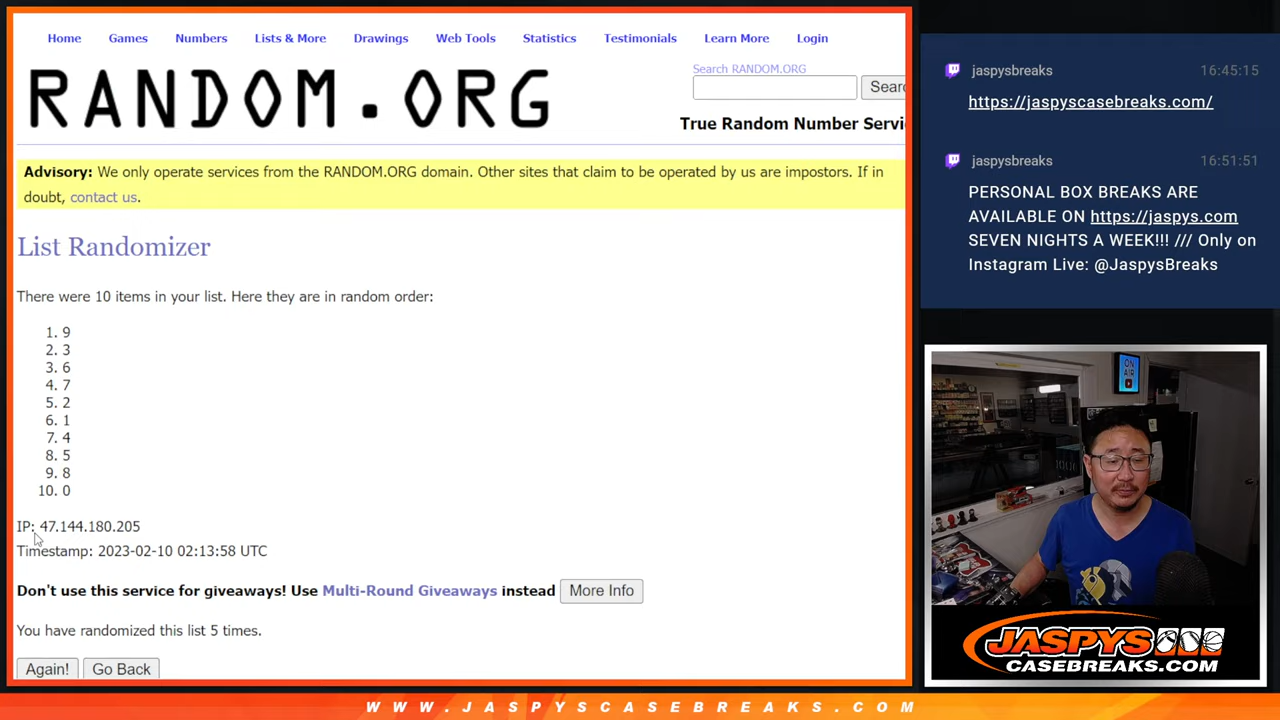 Home Games Numbers Lists & More Drawings Web Tools Statistics Testimonials Learn More Login
Search RANDOM.ORG
RANDOM.ORG
Searc
True Random Number Servi
Advisory: We only operate services from the RANDOM.ORG domain. Other sites that claim to be operated by us are impostors. If in
doubt, contact us.
List Randomizer
There were 10 items in your list. Here they are in random order:
1. 9
2. 3
3. 6
4. 7
5. 2
6. 1
7. 4
8. 5
9. 8
10. 0
IP: 47.144.180.205
Timestamp: 2023-02-10 02:13:58 UTC
Don't use this service for giveaways! Use Multi-Round Giveaways instead More Info
You have randomized this list 5 times.
Again! Go Back
jaspysbreaks 16:45:15
https://jaspyscasebreaks.com/
jaspysbreaks 16:51:51
PERSONAL BOX BREAKS ARE
AVAILABLE ON https://jaspys.com
SEVEN NIGHTS A WEEK!!! /// Only on
Instagram Live: @JaspysBreaks
ON
AIR
JASPYS
CASEBREAKS.COM
WWW.JASPYSCASEBREAKS.COM